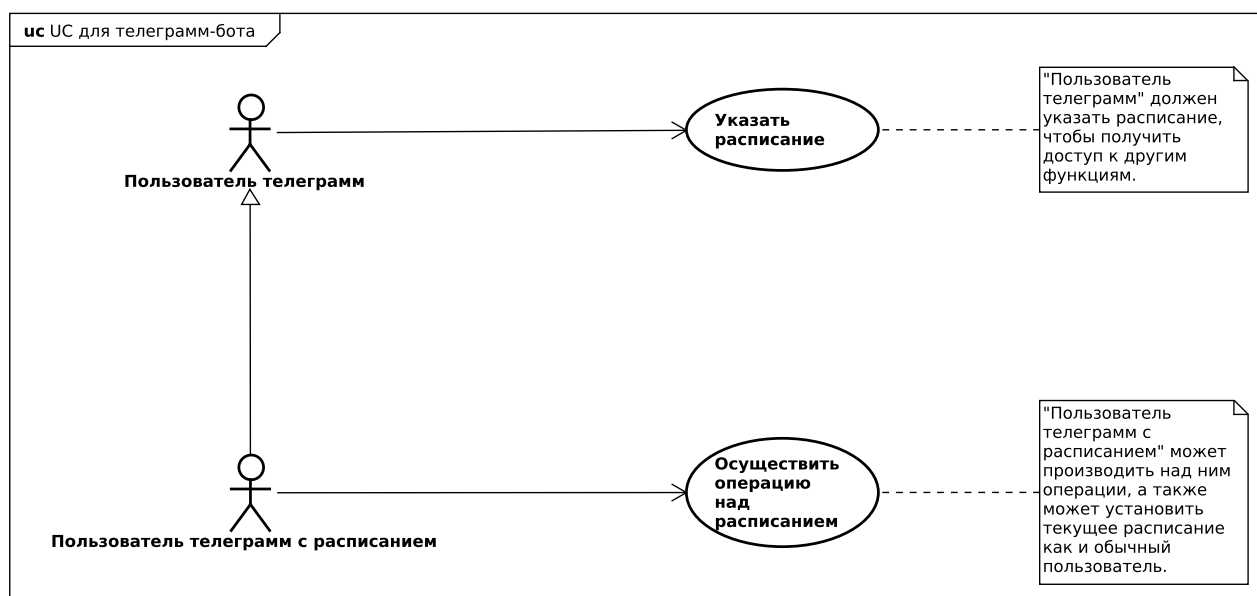 uc UC для телеграмм-бота
Пользователь телеграмм
Указать
расписание
"Пользователь
телеграмм" должен
указать расписание,
чтобы получить
доступ к другим
функциям.
Пользователь телеграмм с расписанием
Осуществить
операцию
над
расписанием
"Пользователь
телеграмм с
расписанием" может
производить над ним
операции, а также
может установить
текущее расписание
как и обычный
пользователь.